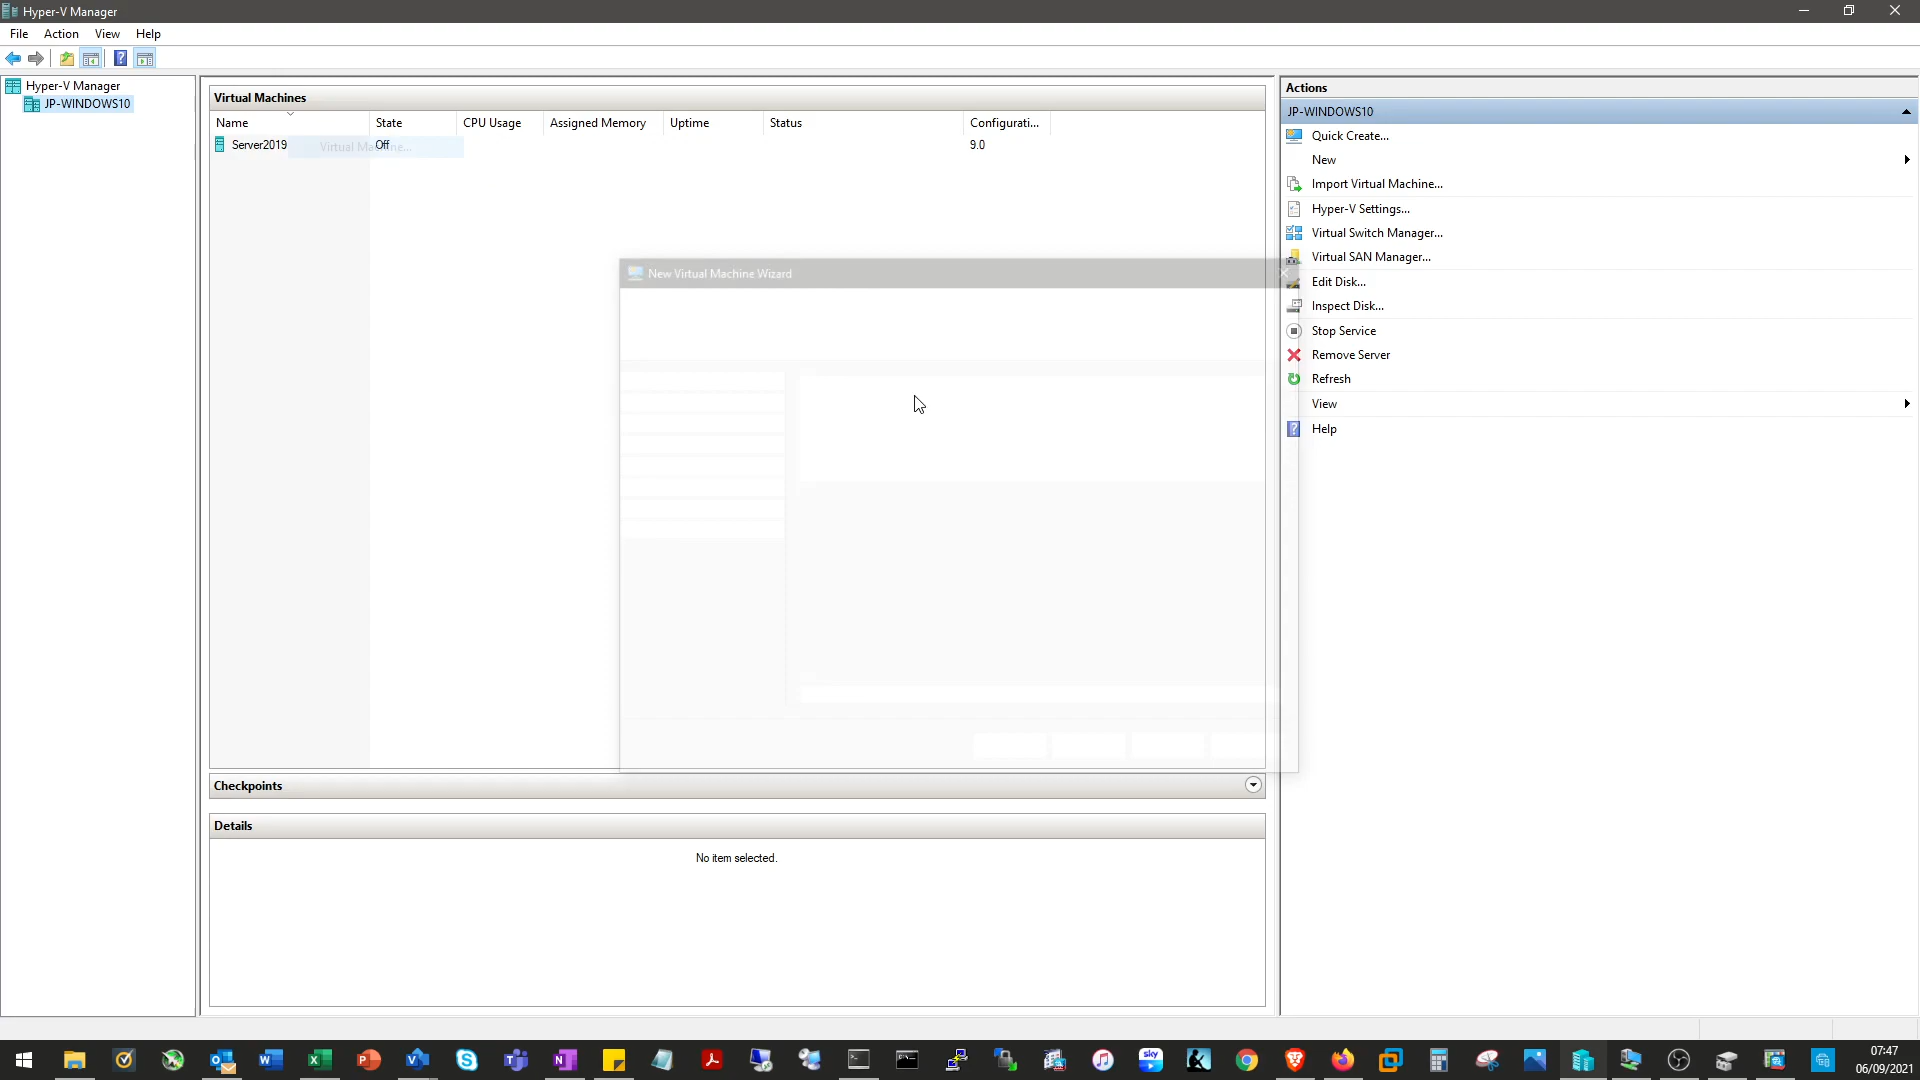 Hyper-V Manager
File Action View Help
Hyper-V Manager
JP-WINDOWS10
Virtual Machines
Name State CPU Usage Assigned Memory Uptime Status Configurati...
Server2019 Off 9.0
Virtual Machine...
New Virtual Machine Wizard
Checkpoints
Details
No item selected.
Actions
JP-WINDOWS10
Quick Create...
New
Import Virtual Machine...
Hyper-V Settings...
Virtual Switch Manager...
Virtual SAN Manager...
Edit Disk...
Inspect Disk...
Stop Service
Remove Server
Refresh
View
Help
sky
07:47
06/09/2021